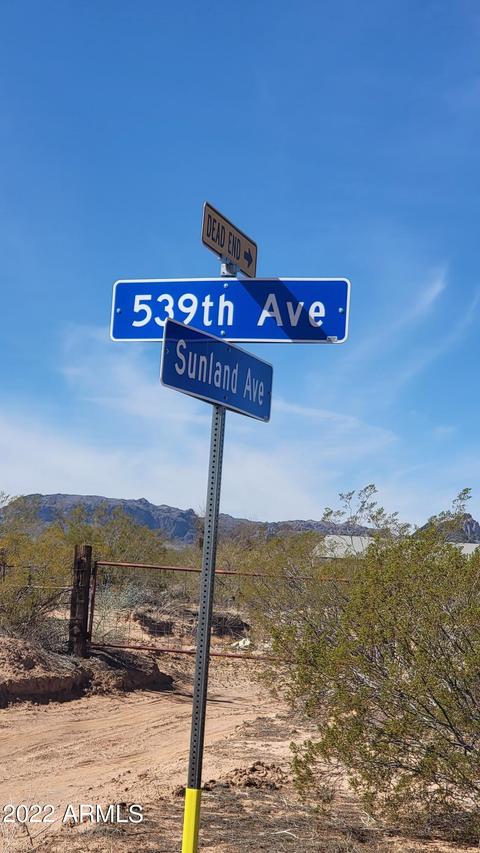 DEAD END →
539th Ave
Sunland Ave
2022 ARMLS